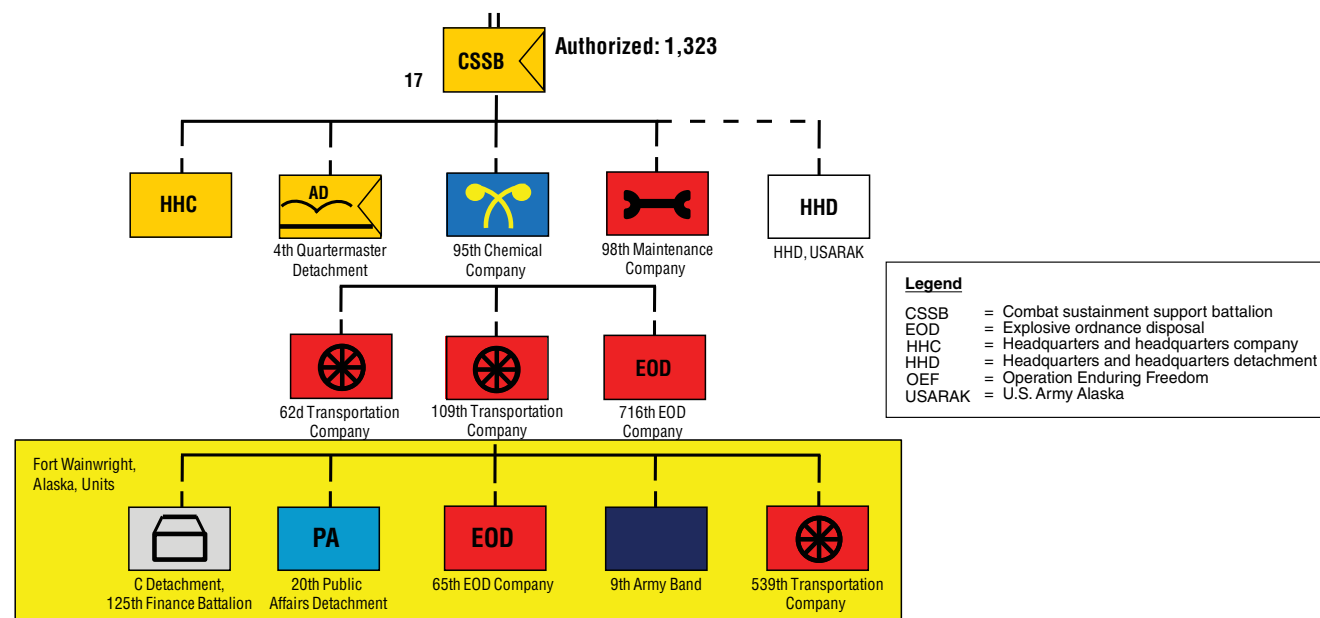 CSSB
Authorized: 1,323
17
HHC
AD
HHD
4th Quartermaster
Detachment
95th Chemical
Company
98th Maintenance
Company
HHD, USARAK
Legend
CSSB = Combat sustainment support battalion
EOD = Explosive ordnance disposal
HHC = Headquarters and headquarters company
HHD = Headquarters and headquarters detachment
OEF = Operation Enduring Freedom
USARAK = U.S. Army Alaska
EOD
62d Transportation
Company
109th Transportation
Company
716th EOD
Company
Fort Wainwright,
Alaska, Units
PA
EOD
C Detachment,
125th Finance Battalion
20th Public
Affairs Detachment
65th EOD Company
9th Army Band
539th Transportation
Company